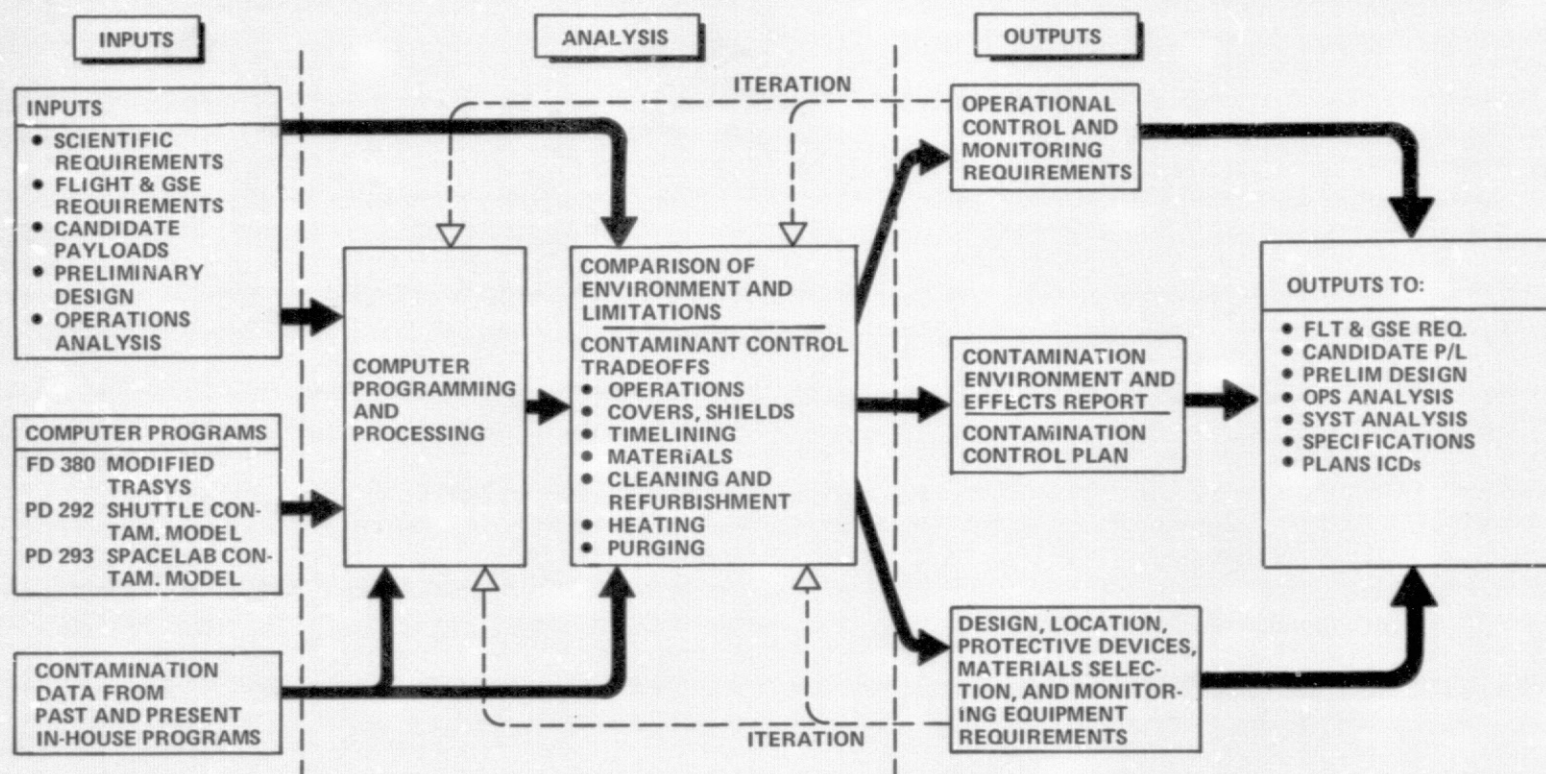 INPUTS
ANALYSIS
OUTPUTS
INPUTS
• SCIENTIFIC
REQUIREMENTS
• FLIGHT & GSE
REQUIREMENTS
• CANDIDATE
PAYLOADS
• PRELIMINARY
DESIGN
• OPERATIONS
ANALYSIS
COMPUTER PROGRAMS
FD 380 MODIFIED
TRASYS
PD 292 SHUTTLE CON-
TAM. MODEL
PD 293 SPACELAB CON-
TAM. MODEL
CONTAMINATION
DATA FROM
PAST AND PRESENT
IN-HOUSE PROGRAMS
ITERATION
COMPUTER
PROGRAMMING
AND
PROCESSING
COMPARISON OF
ENVIRONMENT AND
LIMITATIONS
CONTAMINANT CONTROL
TRADEOFFS
• OPERATIONS
• COVERS, SHIELDS
• TIMELINING
• MATERIALS
• CLEANING AND
REFURBISHMENT
• HEATING
• PURGING
ITERATION
OPERATIONAL
CONTROL AND
MONITORING
REQUIREMENTS
CONTAMINATION
ENVIRONMENT AND
EFFECTS REPORT
CONTAMINATION
CONTROL PLAN
DESIGN, LOCATION,
PROTECTIVE DEVICES,
MATERIALS SELEC-
TION, AND MONITOR-
ING EQUIPMENT
REQUIREMENTS
OUTPUTS TO:
• FLT & GSE REQ.
• CANDIDATE P/L
• PRELIM DESIGN
• OPS ANALYSIS
• SYST ANALYSIS
• SPECIFICATIONS
• PLANS ICDs